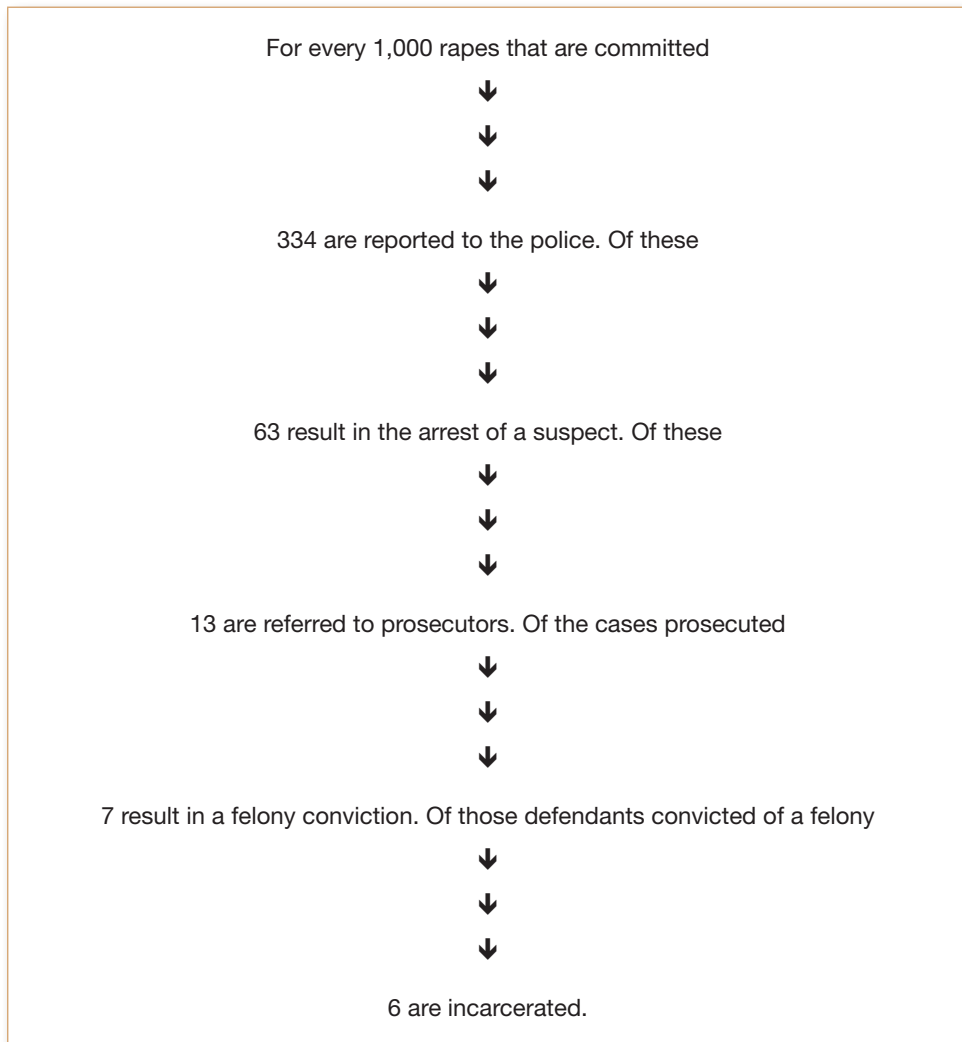 For every 1,000 rapes that are committed
334 are reported to the police. Of these
63 result in the arrest of a suspect. Of these
13 are referred to prosecutors. Of the cases prosecuted
7 result in a felony conviction. Of those defendants convicted of a felony
6 are incarcerated.